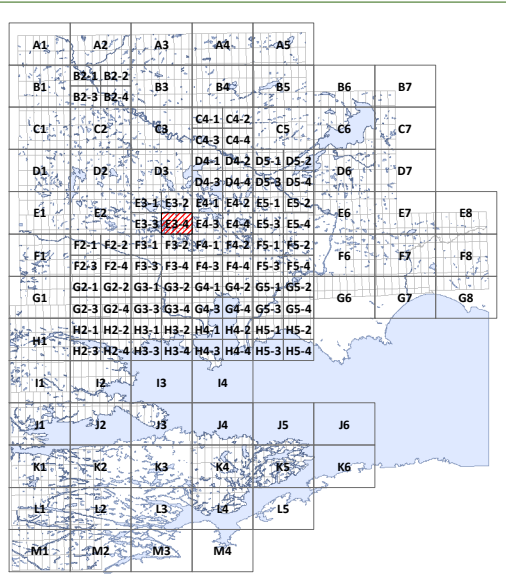 A1 A2 A3 A4 A5
B2-1 B2-2
B1 B3 B4 B5 B6 B7
B2-3 B2-4
C4-1 C4-2
C1 C2 C3 C5 C6 C7
C4-3 C4-4
D4-1 D4-2 D5-1 D5-2
D1 D2 D3 D6 D7
D4-3 D4-4 D5-3 D5-4
E3-1 E3-2 E4-1 E4-2 E5-1 E5-2
E1 E2 E6 E7 E8
E3-3 E3-4 E4-3 E4-4 E5-3 E5-4
F2-1 F2-2 F3-1 F3-2 F4-1 F4-2 F5-1 F5-2
F1 F6 F7 F8
F2-3 F2-4 F3-3 F3-4 F4-3 F4-4 F5-3 F5-4
G2-1 G2-2 G3-1 G3-2 G4-1 G4-2 G5-1 G5-2
G1 G6 G7 G8
G2-3 G2-4 G3-3 G3-4 G4-3 G4-4 G5-3 G5-4
H2-1 H2-2 H3-1 H3-2 H4-1 H4-2 H5-1 H5-2
H1
H2-3 H2-4 H3-3 H3-4 H4-3 H4-4 H5-3 H5-4
I1 I2 I3 I4
J1 J2 J3 J4 J5 J6
K1 K2 K3 K4 K5 K6
L1 L2 L3 L4 L5
M1 M2 M3 M4